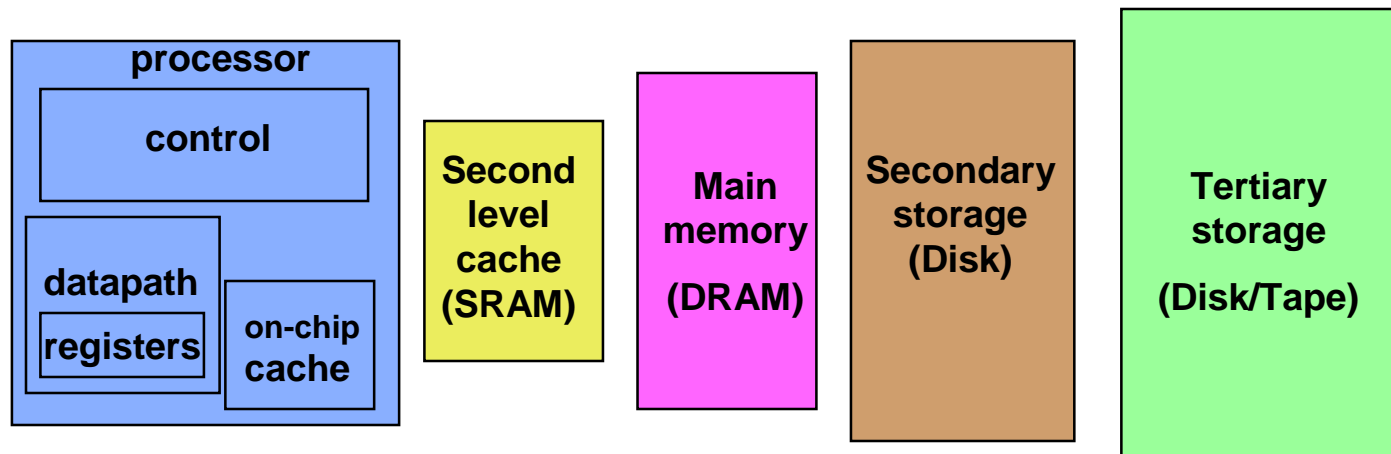 processor
control
datapath
registers
on-chip
cache
Second
level
cache
(SRAM)
Main
memory
(DRAM)
Secondary
storage
(Disk)
Tertiary
storage
(Disk/Tape)